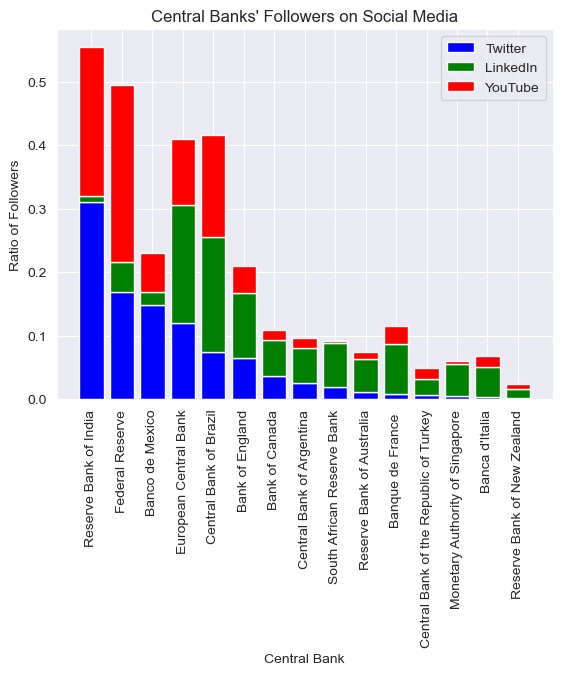 Central Banks' Followers on Social Media
Twitter
LinkedIn
YouTube
Ratio of Followers
0.5
0.4
0.3
0.2
0.1
0.0
Reserve Bank of India
Federal Reserve
Banco de Mexico
European Central Bank
Central Bank of Brazil
Bank of England
Bank of Canada
Central Bank of Argentina
South African Reserve Bank
Reserve Bank of Australia
Banque de France
Central Bank of the Republic of Turkey
Monetary Authority of Singapore
Banca d'Italia
Reserve Bank of New Zealand
Central Bank